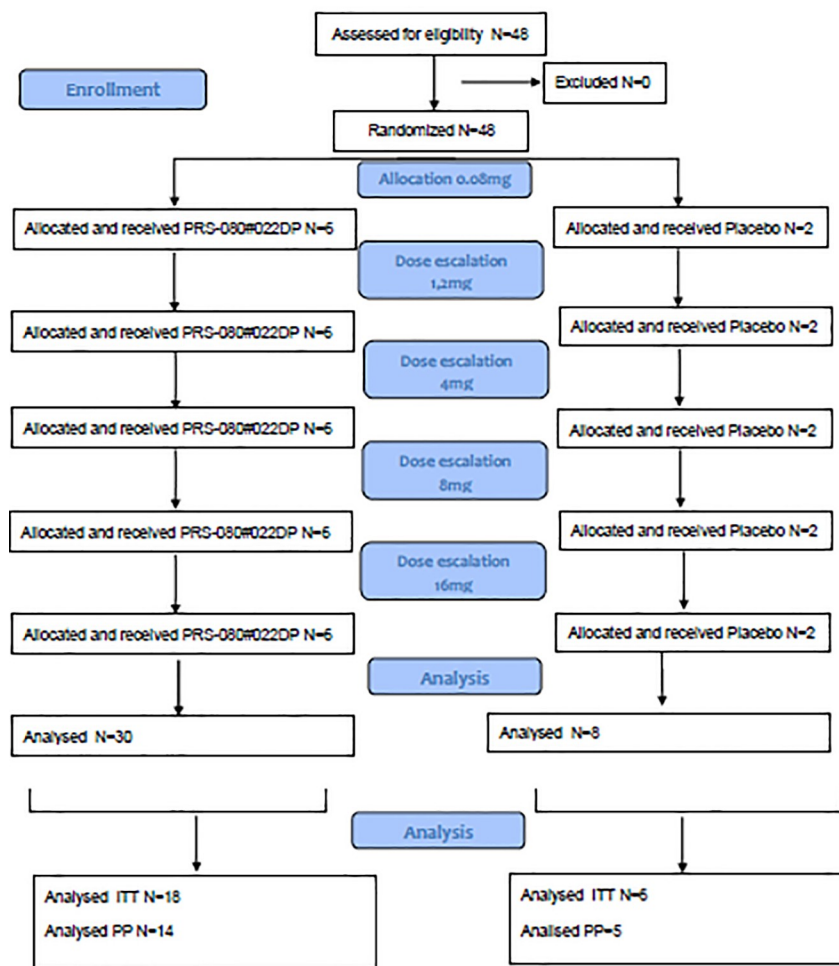 Assessed for eligibility N=48
Enrollment
Excluded N=0
Randomized N=48
Allocation 0.08mg
Allocated and received PRS-080#022DP N=6
Allocated and received Placebo N=2
Dose escalation
1,2mg
Allocated and received PRS-080#022DP N=6
Allocated and received Placebo N=2
Dose escalation
4mg
Allocated and received PRS-080#022DP N=6
Allocated and received Placebo N=2
Dose escalation
8mg
Allocated and received PRS-080#022DP N=6
Allocated and received Placebo N=2
Dose escalation
16mg
Allocated and received PRS-080#022DP N=6
Allocated and received Placebo N=2
Analysis
Analysed N=30
Analysed N=8
Analysis
Analysed ITT N=18
Analysed PP N=14
Analysed ITT N=6
Analised PP=5